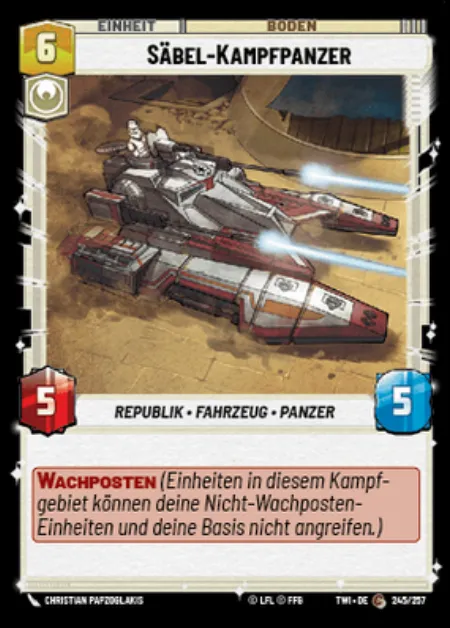 EINHEIT
BODEN
6
SÄBEL-KAMPFPANZER
5
REPUBLIK • FAHRZEUG • PANZER
5
WACHPOSTEN (Einheiten in diesem Kampf-
gebiet können deine Nicht-Wachposten-
Einheiten und deine Basis nicht angreifen.)
CHRISTIAN PAPZOGLAKIS
© LFL © FFG
TWI • DE
245/257